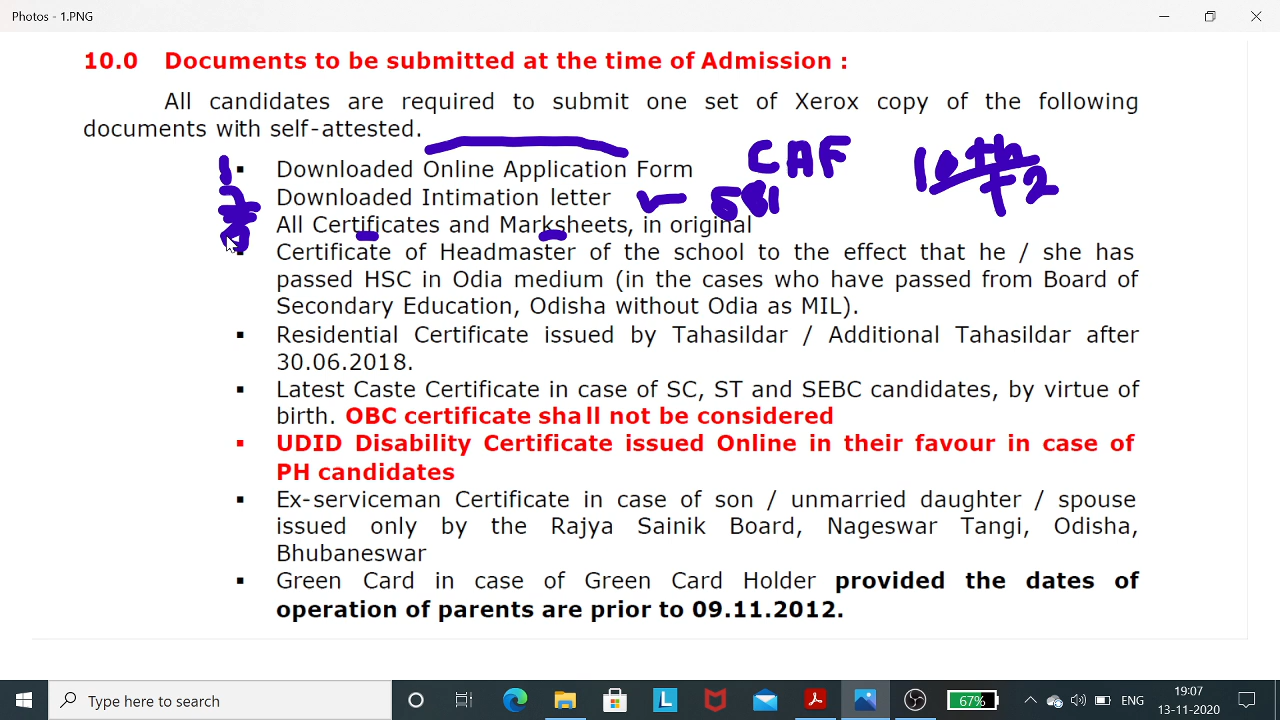 Photos - 1.PNG
10.0 Documents to be submitted at the time of Admission :
All candidates are required to submit one set of Xerox copy of the following
documents with self-attested.
1 ▪ Downloaded Online Application Form CAF 10th
▪ Downloaded Intimation letter SBI +2
▪ All Certificates and Marksheets, in original
▪ Certificate of Headmaster of the school to the effect that he / she has
passed HSC in Odia medium (in the cases who have passed from Board of
Secondary Education, Odisha without Odia as MIL).
▪ Residential Certificate issued by Tahasildar / Additional Tahasildar after
30.06.2018.
▪ Latest Caste Certificate in case of SC, ST and SEBC candidates, by virtue of
birth. OBC certificate shall not be considered
▪ UDID Disability Certificate issued Online in their favour in case of
PH candidates
▪ Ex-serviceman Certificate in case of son / unmarried daughter / spouse
issued only by the Rajya Sainik Board, Nageswar Tangi, Odisha,
Bhubaneswar
▪ Green Card in case of Green Card Holder provided the dates of
operation of parents are prior to 09.11.2012.
Type here to search
67%
ENG
19:07
13-11-2020